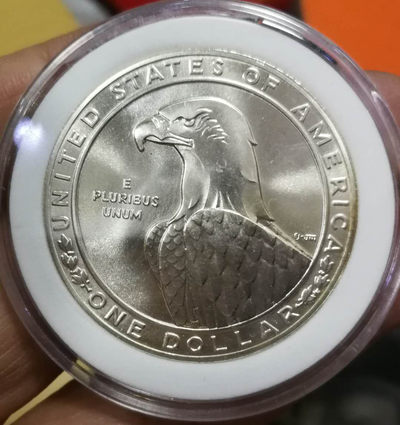 UNITED STATES OF AMERICA
E
PLURIBUS
UNUM
ONE DOLLAR